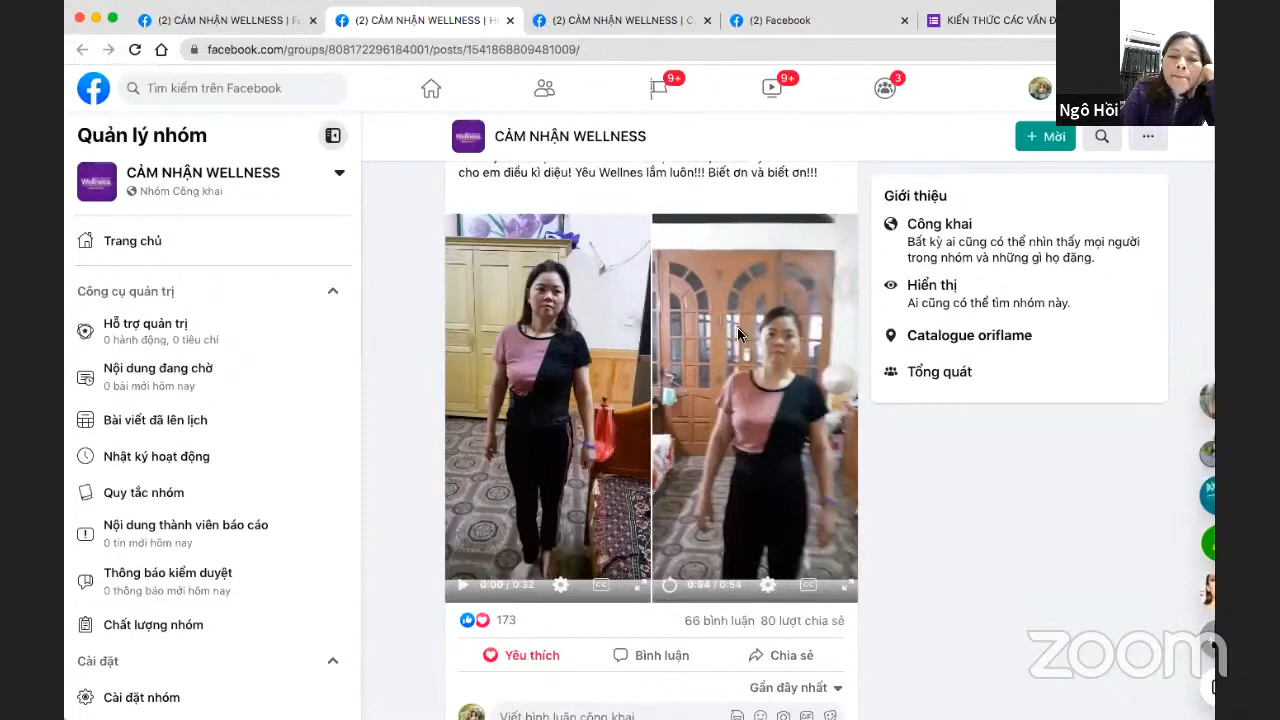 (2) CẢM NHẬN WELLNESS | Fa
(2) CẢM NHẬN WELLNESS | H
(2) CẢM NHẬN WELLNESS | C
(2) Facebook
KIẾN THỨC CÁC VẤN Đ
facebook.com/groups/808172296184001/posts/1541868809481009/
Tìm kiếm trên Facebook
9+
9+
3
Ngô Hồi
Quản lý nhóm
CẢM NHẬN WELLNESS
Nhóm Công khai
Trang chủ
Công cụ quản trị
Hỗ trợ quản trị
0 hành động, 0 tiêu chí
Nội dung đang chờ
0 bài mới hôm nay
Bài viết đã lên lịch
Nhật ký hoạt động
Quy tắc nhóm
Nội dung thành viên báo cáo
0 tin mới hôm nay
Thông báo kiểm duyệt
0 thông báo mới hôm nay
Chất lượng nhóm
Cài đặt
Cài đặt nhóm
Wellness
CẢM NHẬN WELLNESS
+ Mời
cho em điều kì diệu! Yêu Wellnes lắm luôn!!! Biết ơn và biết ơn!!!
0:00 / 0:32
0:54 / 0:54
173
66 bình luận 80 lượt chia sẻ
Yêu thích
Bình luận
Chia sẻ
Gần đây nhất
Viết bình luận công khai
GIF
Giới thiệu
Công khai
Bất kỳ ai cũng có thể nhìn thấy mọi người
trong nhóm và những gì họ đăng.
Hiển thị
Ai cũng có thể tìm nhóm này.
Catalogue oriflame
Tổng quát
zoom